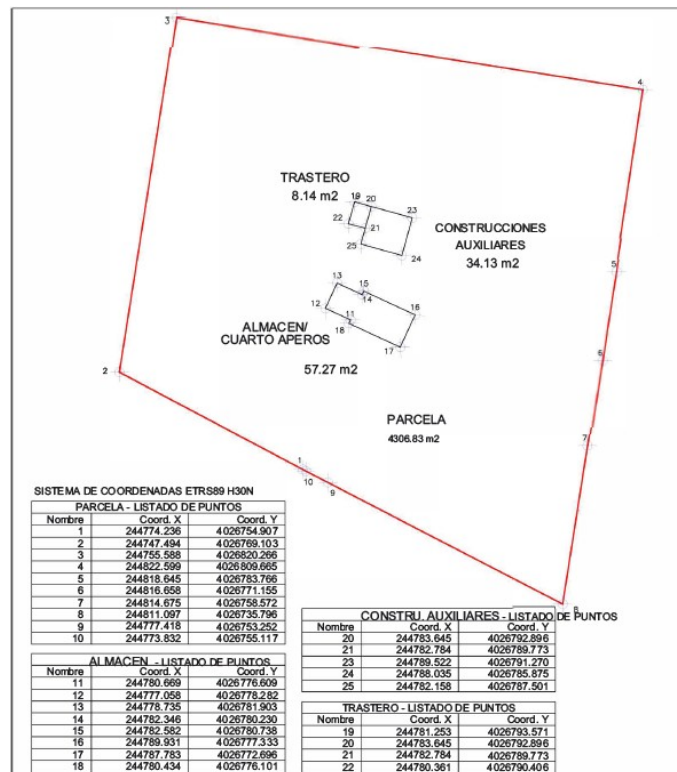 3
4
TRASTERO
8.14 m2
19 20
23
22
21
CONSTRUCCIONES
AUXILIARES
34.13 m2
25
24
5
13
15
14
12
16
11
18
ALMACEN/
CUARTO APEROS
17
57.27 m2
6
2
PARCELA
4306.83 m2
7
1
10
9
8
SISTEMA DE COORDENADAS ETRS89 H30N
PARCELA - LISTADO DE PUNTOS
Nombre Coord. X Coord. Y
1 244774.236 4026754.907
2 244747.494 4026769.103
3 244755.588 4026820.266
4 244822.599 4026809.665
5 244818.645 4026783.766
6 244816.658 4026771.155
7 244814.675 4026758.572
8 244811.097 4026735.796
9 244777.418 4026753.252
10 244773.832 4026755.117
ALMACEN - LISTADO DE PUNTOS
Nombre Coord. X Coord. Y
11 244780.669 4026776.609
12 244777.058 4026778.282
13 244778.735 4026781.903
14 244782.346 4026780.230
15 244782.582 4026780.738
16 244789.931 4026777.333
17 244787.783 4026772.696
18 244780.434 4026776.101
CONSTRU. AUXILIARES - LISTADO DE PUNTOS
Nombre Coord. X Coord. Y
20 244783.645 4026792.896
21 244782.784 4026789.773
23 244789.522 4026791.270
24 244788.035 4026785.875
25 244782.158 4026787.501
TRASTERO - LISTADO DE PUNTOS
Nombre Coord. X Coord. Y
19 244781.253 4026793.571
20 244783.645 4026792.896
21 244782.784 4026789.773
22 244780.361 4026790.406